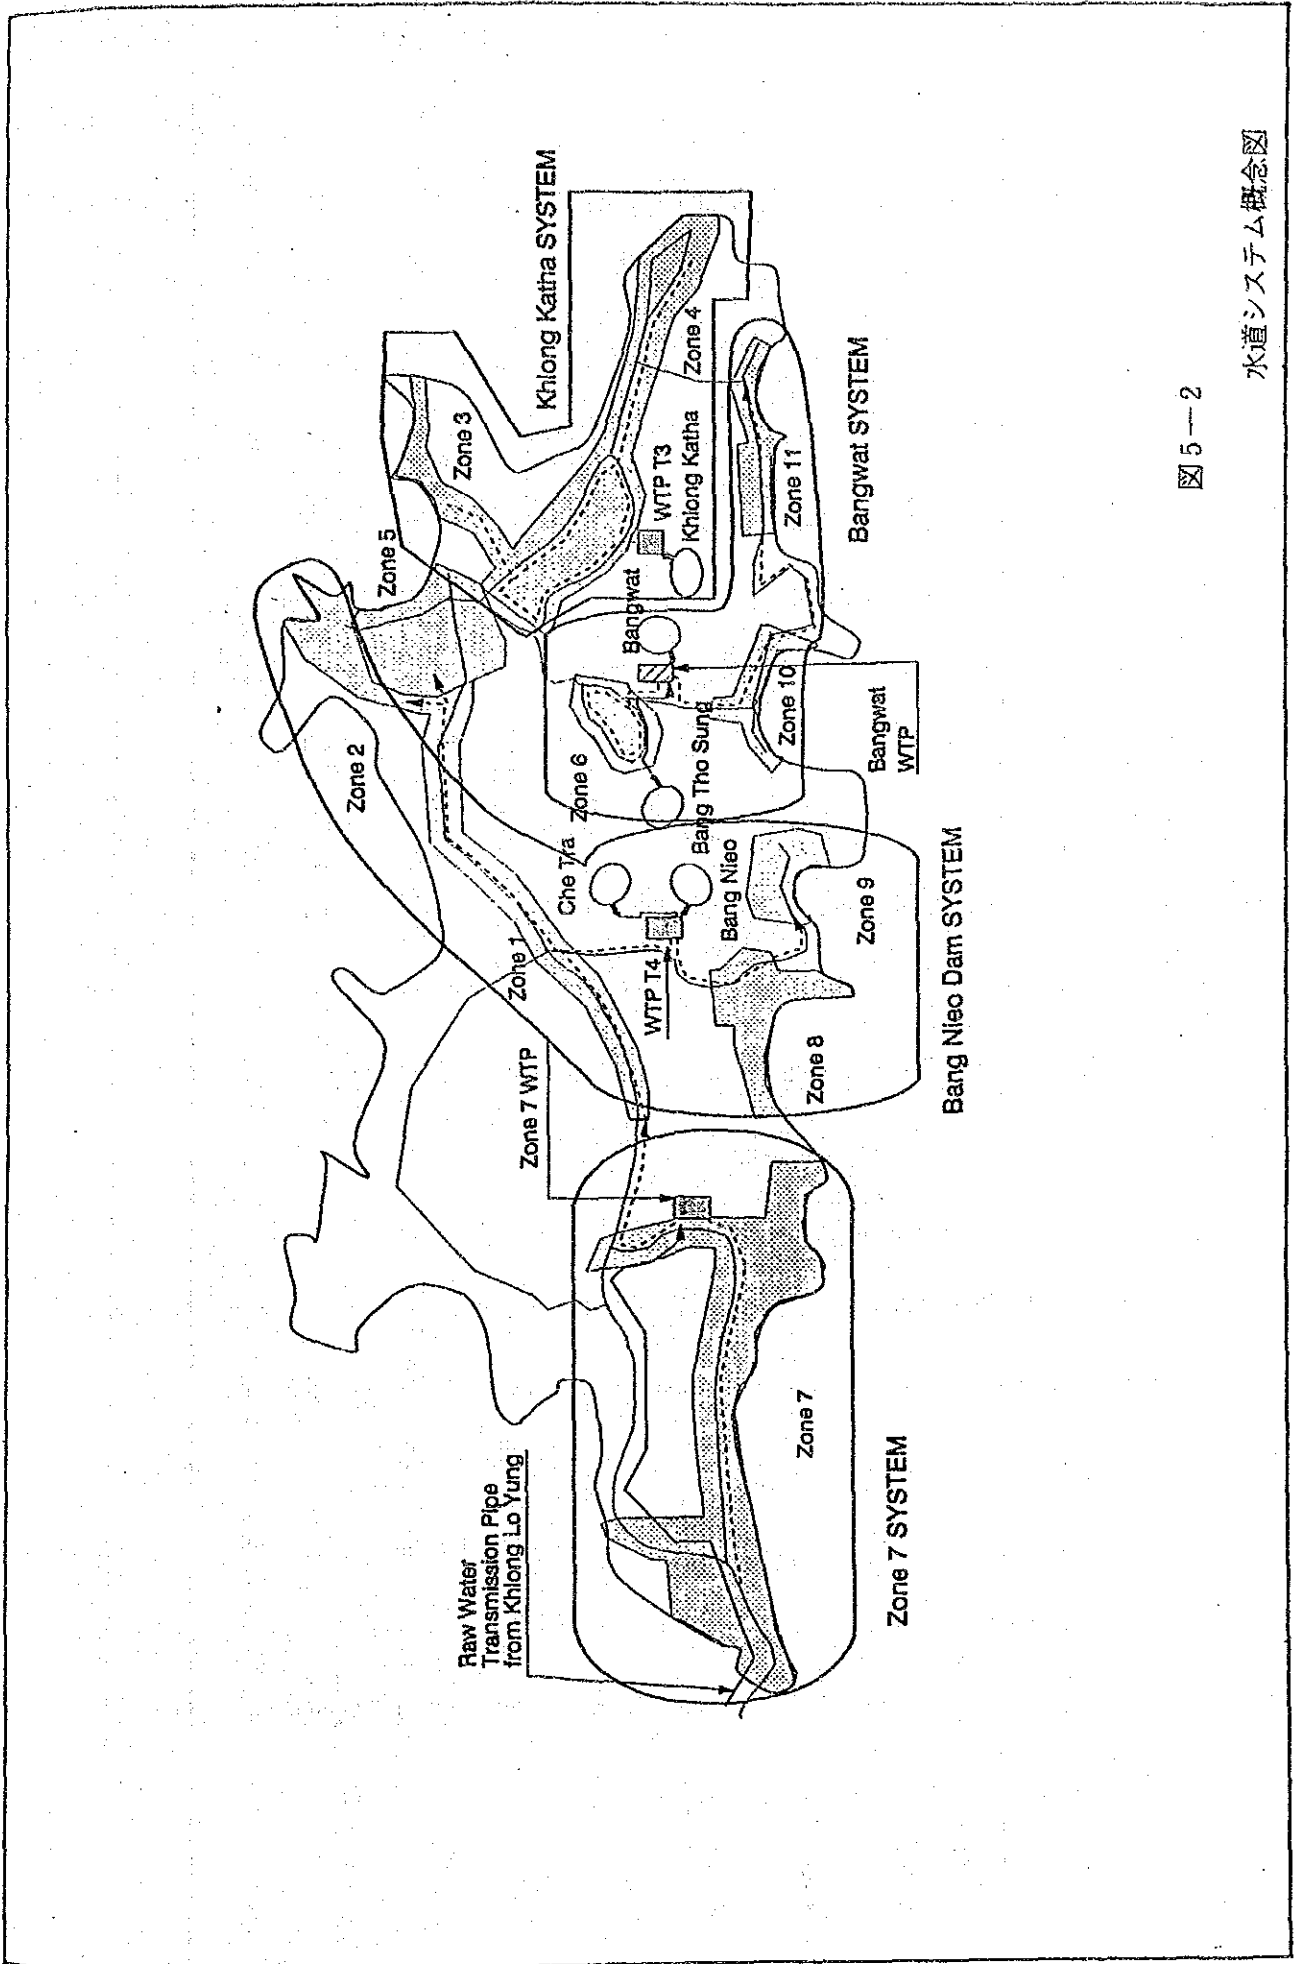 Raw Water
Transmission Pipe
from Khlong Lo Yung
Zone 7 WTP
Zone 7
Zone 7 SYSTEM
Zone 1
Zone 2
Zone 5
Zone 3
Khlong Katha SYSTEM
Zone 4
WTP T3
Khlong Katha
Bangwat
Zone 6
Bang Tho Sung
Che Tra
Bang Nieo
WTP T4
Zone 8
Zone 9
Bang Nieo Dam SYSTEM
Zone 10
Bangwat
WTP
Zone 11
Bangwat SYSTEM
図5-2
水道システム概念図